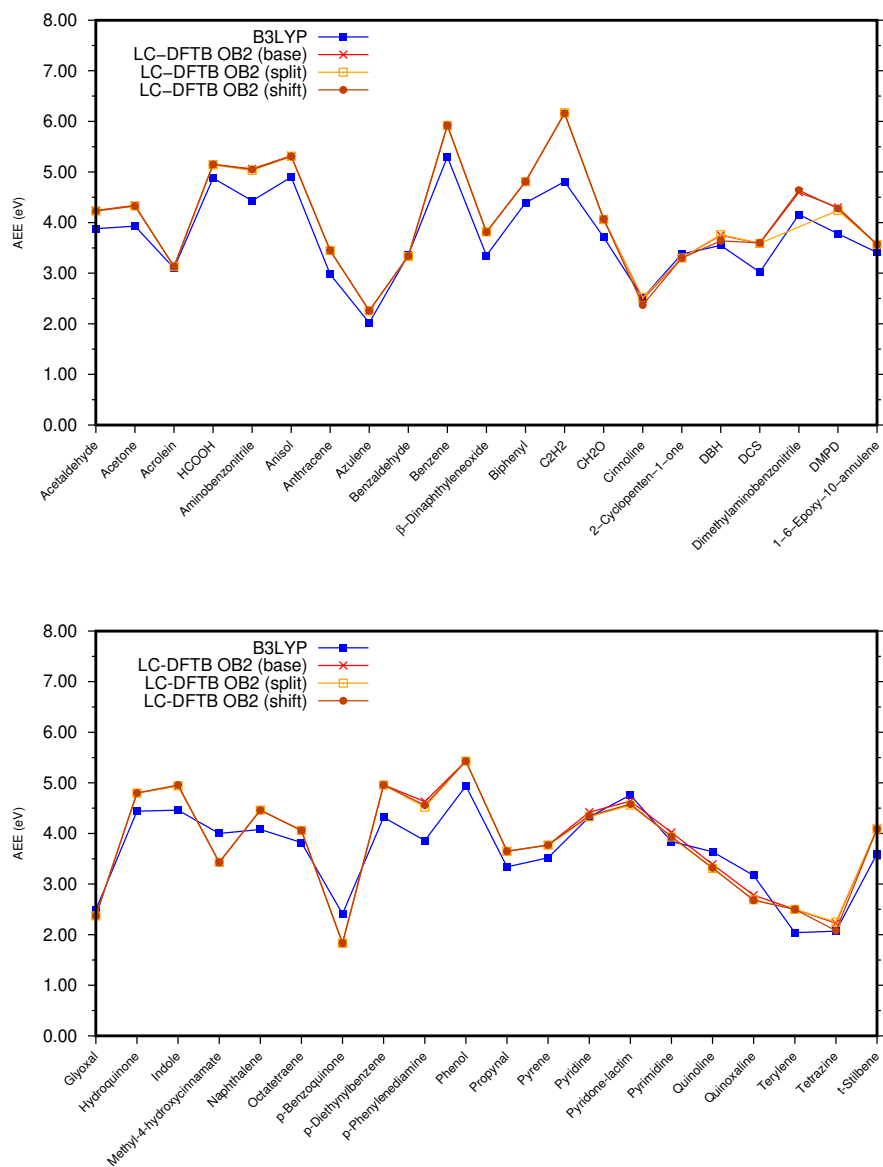 8.00
7.00
6.00
5.00
4.00
3.00
2.00
1.00
0.00
AEE (eV)
B3LYP
LC−DFTB OB2 (base)
LC−DFTB OB2 (split)
LC−DFTB OB2 (shift)
Acetaldehyde
Acetone
Acrolein
HCOOH
Aminobenzonitrile
Anisol
Anthracene
Azulene
Benzaldehyde
Benzene
β−Dinaphthyleneoxide
Biphenyl
C2H2
CH2O
Cinnoline
2−Cyclopenten−1−one
DBH
DCS
Dimethylaminobenzonitrile
DMPD
1−6−Epoxy−10−annulene
8.00
7.00
6.00
5.00
4.00
3.00
2.00
1.00
0.00
AEE (eV)
B3LYP
LC-DFTB OB2 (base)
LC-DFTB OB2 (split)
LC-DFTB OB2 (shift)
Glyoxal
Hydroquinone
Indole
Methyl-4-hydroxycinnamate
Naphthalene
Octatetraene
p-Benzoquinone
p-Diethynylbenzene
p-Phenylenediamine
Phenol
Propynal
Pyrene
Pyridine
Pyridone-lactim
Pyrimidine
Quinoline
Quinoxaline
Terylene
Tetrazine
t-Stilbene